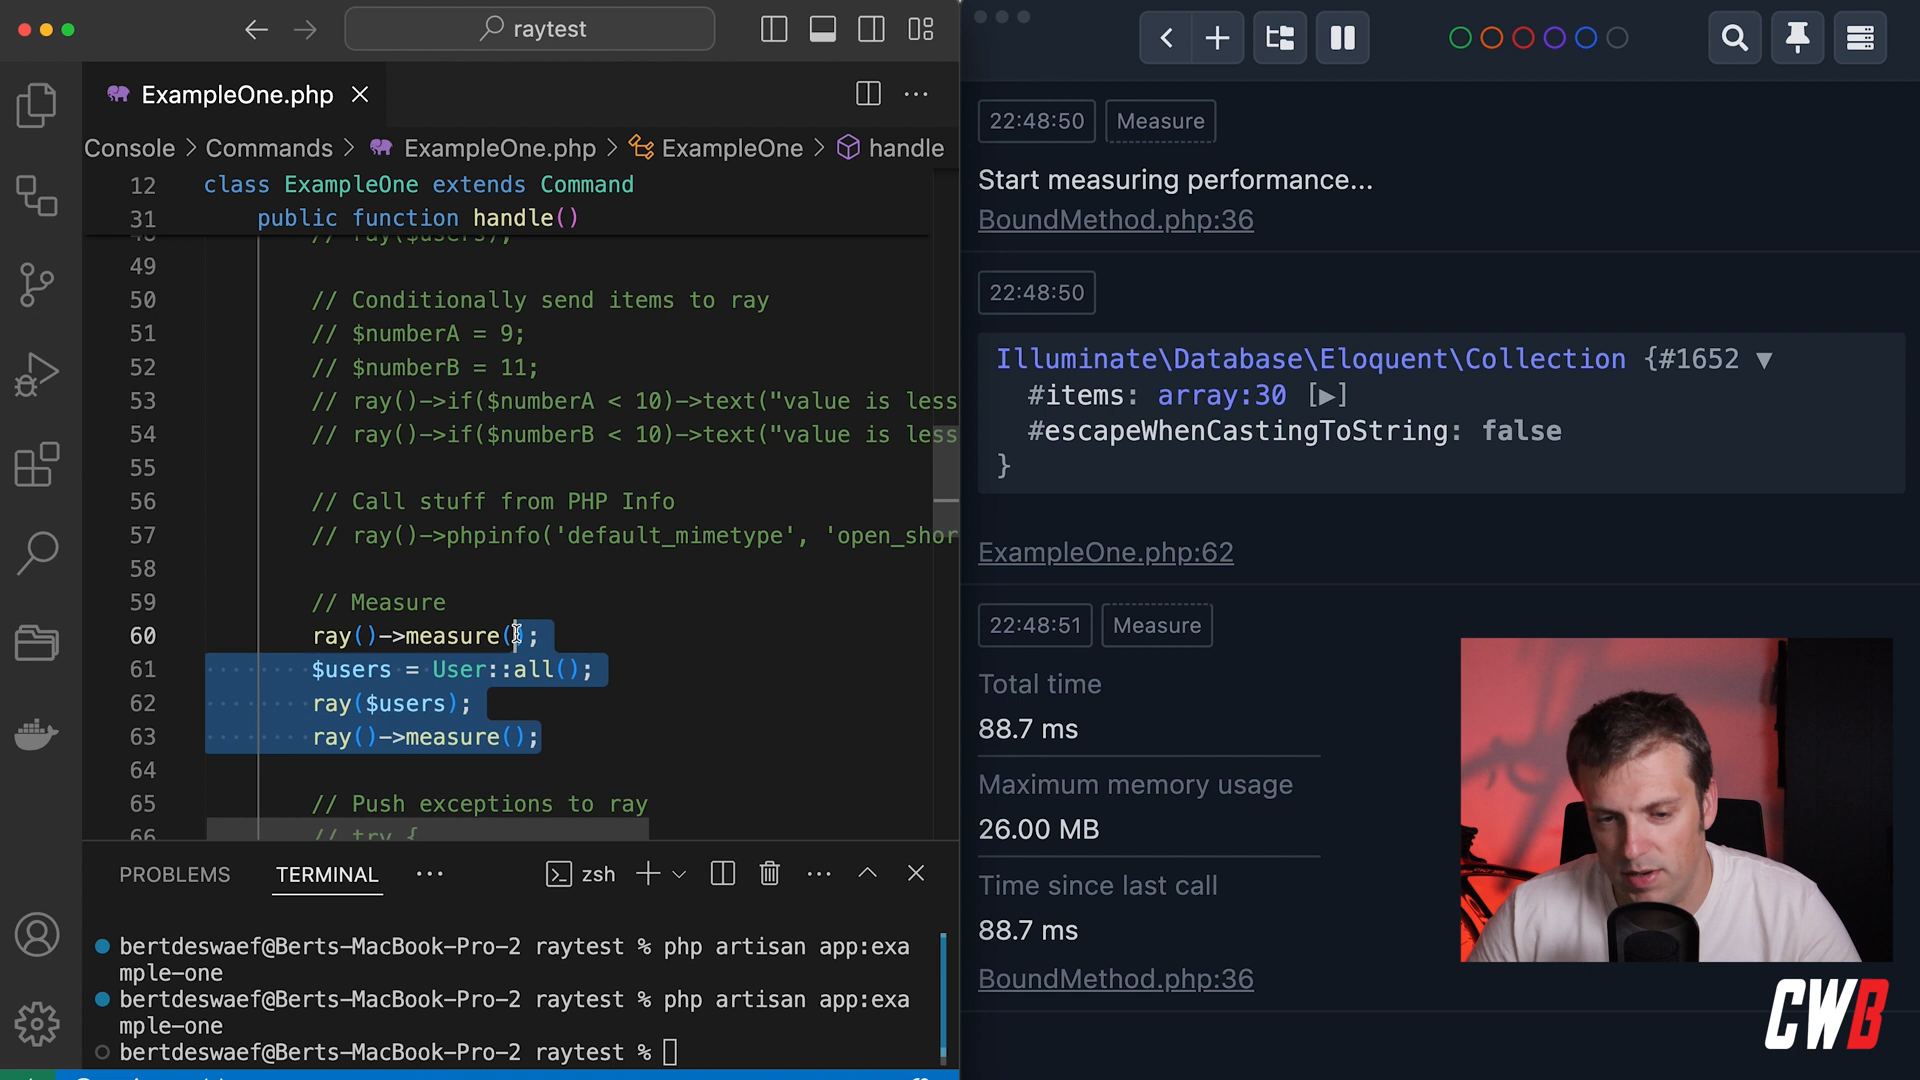 raytest
ExampleOne.php
Console > Commands > ExampleOne.php > ExampleOne > handle
12 class ExampleOne extends Command
31 public function handle()
48 // ray($users);
49
50 // Conditionally send items to ray
51 // $numberA = 9;
52 // $numberB = 11;
53 // ray()->if($numberA < 10)->text("value is less
54 // ray()->if($numberB < 10)->text("value is less
55
56 // Call stuff from PHP Info
57 // ray()->phpinfo('default_mimetype', 'open_shor
58
59 // Measure
60 ray()->measure();
61 $users = User::all();
62 ray($users);
63 ray()->measure();
64
65 // Push exceptions to ray
66 // try {
PROBLEMS TERMINAL ... zsh
bertdeswaef@Berts-MacBook-Pro-2 raytest % php artisan app:exa
mple-one
bertdeswaef@Berts-MacBook-Pro-2 raytest % php artisan app:exa
mple-one
bertdeswaef@Berts-MacBook-Pro-2 raytest %
22:48:50 Measure
Start measuring performance...
BoundMethod.php:36
22:48:50
Illuminate\Database\Eloquent\Collection {#1652 ▼
#items: array:30 [▶]
#escapeWhenCastingToString: false
}
ExampleOne.php:62
22:48:51 Measure
Total time
88.7 ms
Maximum memory usage
26.00 MB
Time since last call
88.7 ms
BoundMethod.php:36
CWB